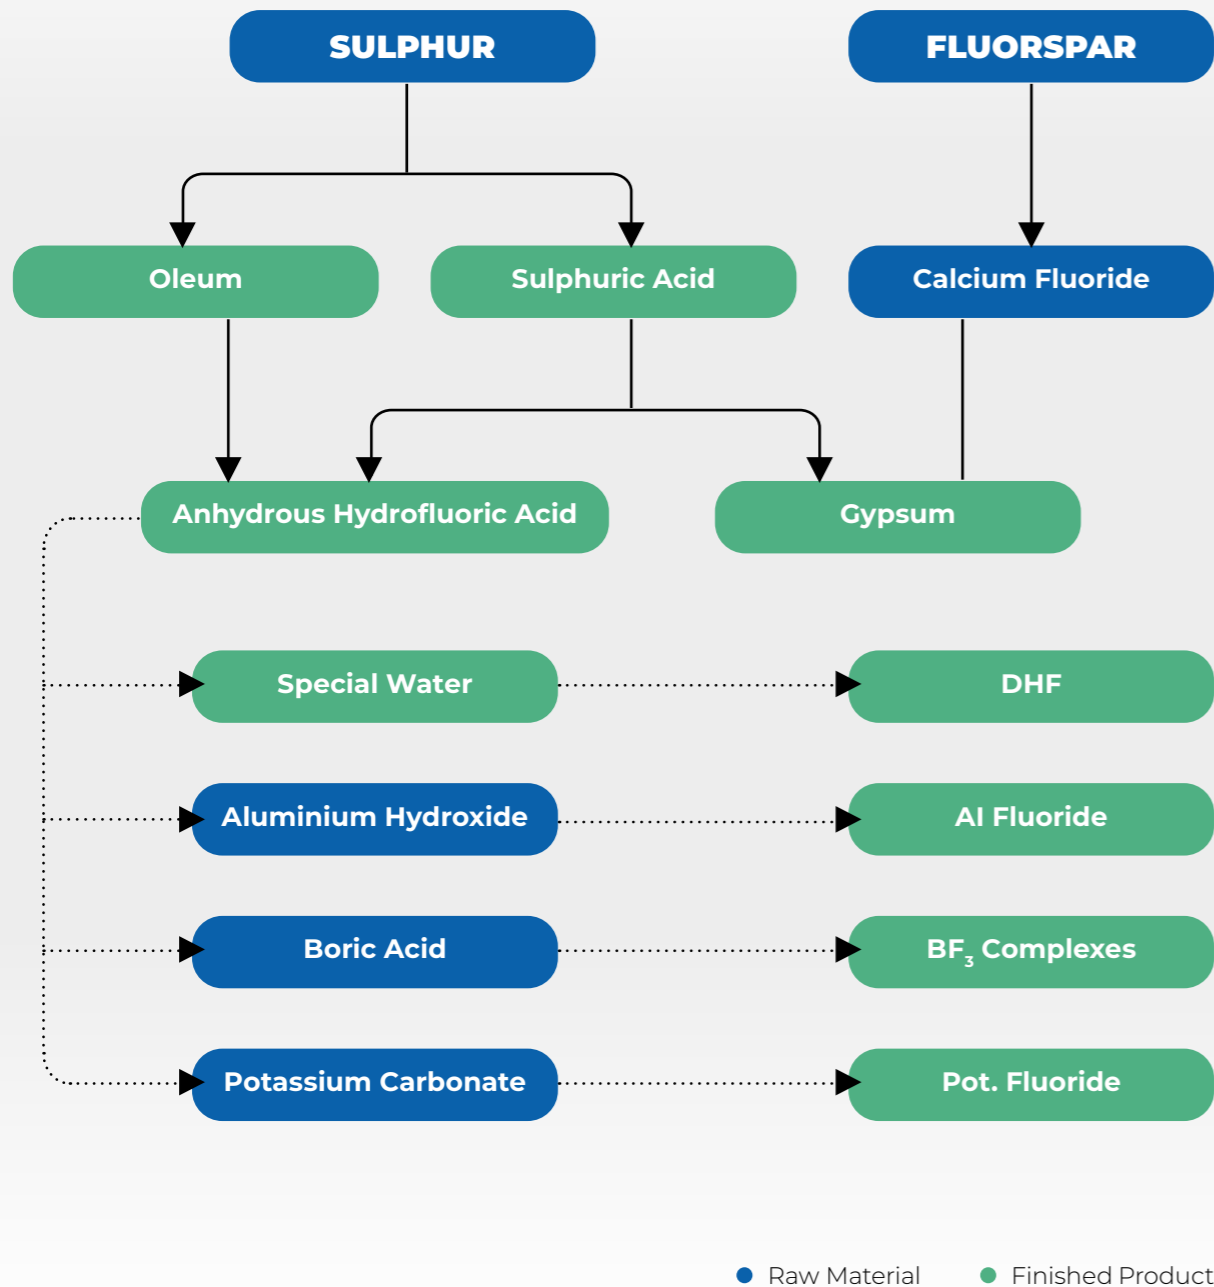 SULPHUR
FLUORSPAR
Oleum
Sulphuric Acid
Calcium Fluoride
Anhydrous Hydrofluoric Acid
Gypsum
Special Water
DHF
Aluminium Hydroxide
AI Fluoride
Boric Acid
BF₃ Complexes
Potassium Carbonate
Pot. Fluoride
Raw Material
Finished Product